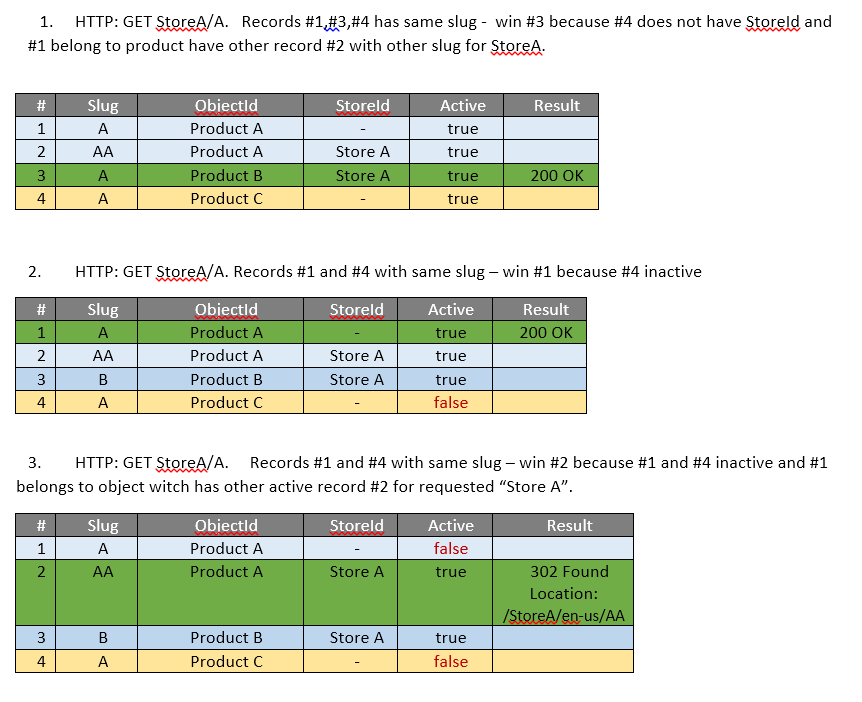 1. HTTP: GET StoreA/A. Records #1,#3,#4 has same slug - win #3 because #4 does not have StoreId and
#1 belong to product have other record #2 with other slug for StoreA.
# Slug ObjectId StoreId Active Result
1 A Product A - true
2 AA Product A Store A true
3 A Product B Store A true 200 OK
4 A Product C - true
2. HTTP: GET StoreA/A. Records #1 and #4 with same slug – win #1 because #4 inactive
# Slug ObjectId StoreId Active Result
1 A Product A - true 200 OK
2 AA Product A Store A true
3 B Product B Store A true
4 A Product C - false
3. HTTP: GET StoreA/A. Records #1 and #4 with same slug – win #2 because #1 and #4 inactive and #1
belongs to object witch has other active record #2 for requested “Store A”.
# Slug ObjectId StoreId Active Result
1 A Product A - false
2 AA Product A Store A true 302 Found
Location:
/StoreA/en-us/AA
3 B Product B Store A true
4 A Product C - false